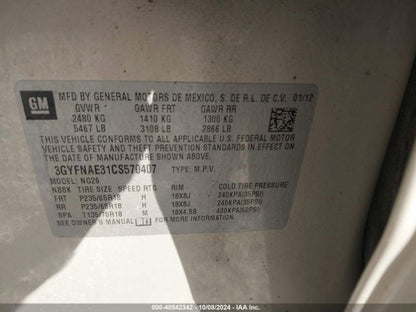 GM
MFD BY GENERAL MOTORS DE MEXICO, S. DE R.L. DE C.V. 01/12
GVWR GAWR FRT GAWR RR
2480 KG 1410 KG 1300 KG
5467 LB 3108 LB 2866 LB
THIS VEHICLE CONFORMS TO ALL APPLICABLE U.S. FEDERAL MOTOR
VEHICLE SAFETY AND THEFT PREVENTION STANDARDS IN EFFECT ON
THE DATE OF MANUFACTURE SHOWN ABOVE.
3GYFNAE31CS570407 TYPE: M.P.V.
MODEL: NG26
NBBK TIRE SIZE SPEED RTG RIM COLD TIRE PRESSURE
FRT P235/65R18 H 18X8J 240KPA(35PSI)
RR P235/65R18 H 18X8J 240KPA(35PSI)
SPA T135/70R18 M 18X4.5B 420KPA(60PSI)
SEE OWNER'S MANUAL FOR MORE INFORMATION.
000-40542342 - 10/08/2024 - IAA Inc.